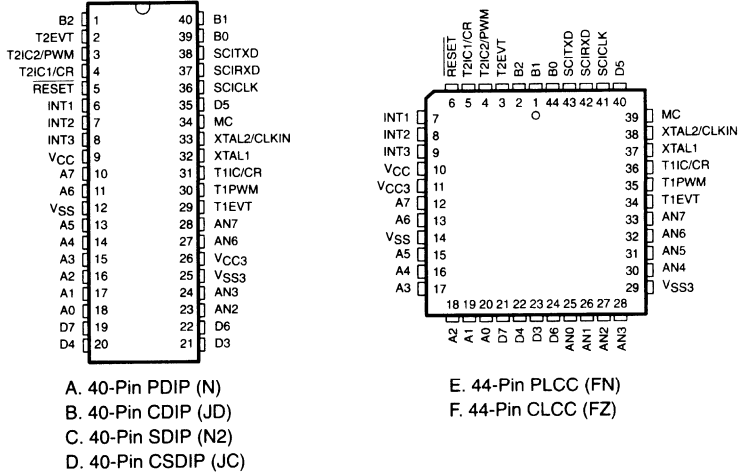 B2 1 40 B1
T2EVT 2 39 B0
T2IC2/PWM 3 38 SCITXD
T2IC1/CR 4 37 SCIRXD
RESET 5 36 SCICLK
INT1 6 35 D5
INT2 7 34 MC
INT3 8 33 XTAL2/CLKIN
VCC 9 32 XTAL1
A7 10 31 T1IC/CR
A6 11 30 T1PWM
VSS 12 29 T1EVT
A5 13 28 AN7
A4 14 27 AN6
A3 15 26 VCC3
A2 16 25 VSS3
A1 17 24 AN3
A0 18 23 AN2
D7 19 22 D6
D4 20 21 D3
A. 40-Pin PDIP (N)
B. 40-Pin CDIP (JD)
C. 40-Pin SDIP (N2)
D. 40-Pin CSDIP (JC)
RESET T2IC1/CR T2IC2/PWM T2EVT B2 B1 B0 SCITXD SCIRXD SCICLK D5
6 5 4 3 2 1 44 43 42 41 40
INT1 7 39 MC
INT2 8 38 XTAL2/CLKIN
INT3 9 37 XTAL1
VCC 10 36 T1IC/CR
VCC3 11 35 T1PWM
A7 12 34 T1EVT
A6 13 33 AN7
VSS 14 32 AN6
A5 15 31 AN5
A4 16 30 AN4
A3 17 29 VSS3
18 19 20 21 22 23 24 25 26 27 28
A2 A1 A0 D7 D4 D3 D6 AN0 AN1 AN2 AN3
E. 44-Pin PLCC (FN)
F. 44-Pin CLCC (FZ)